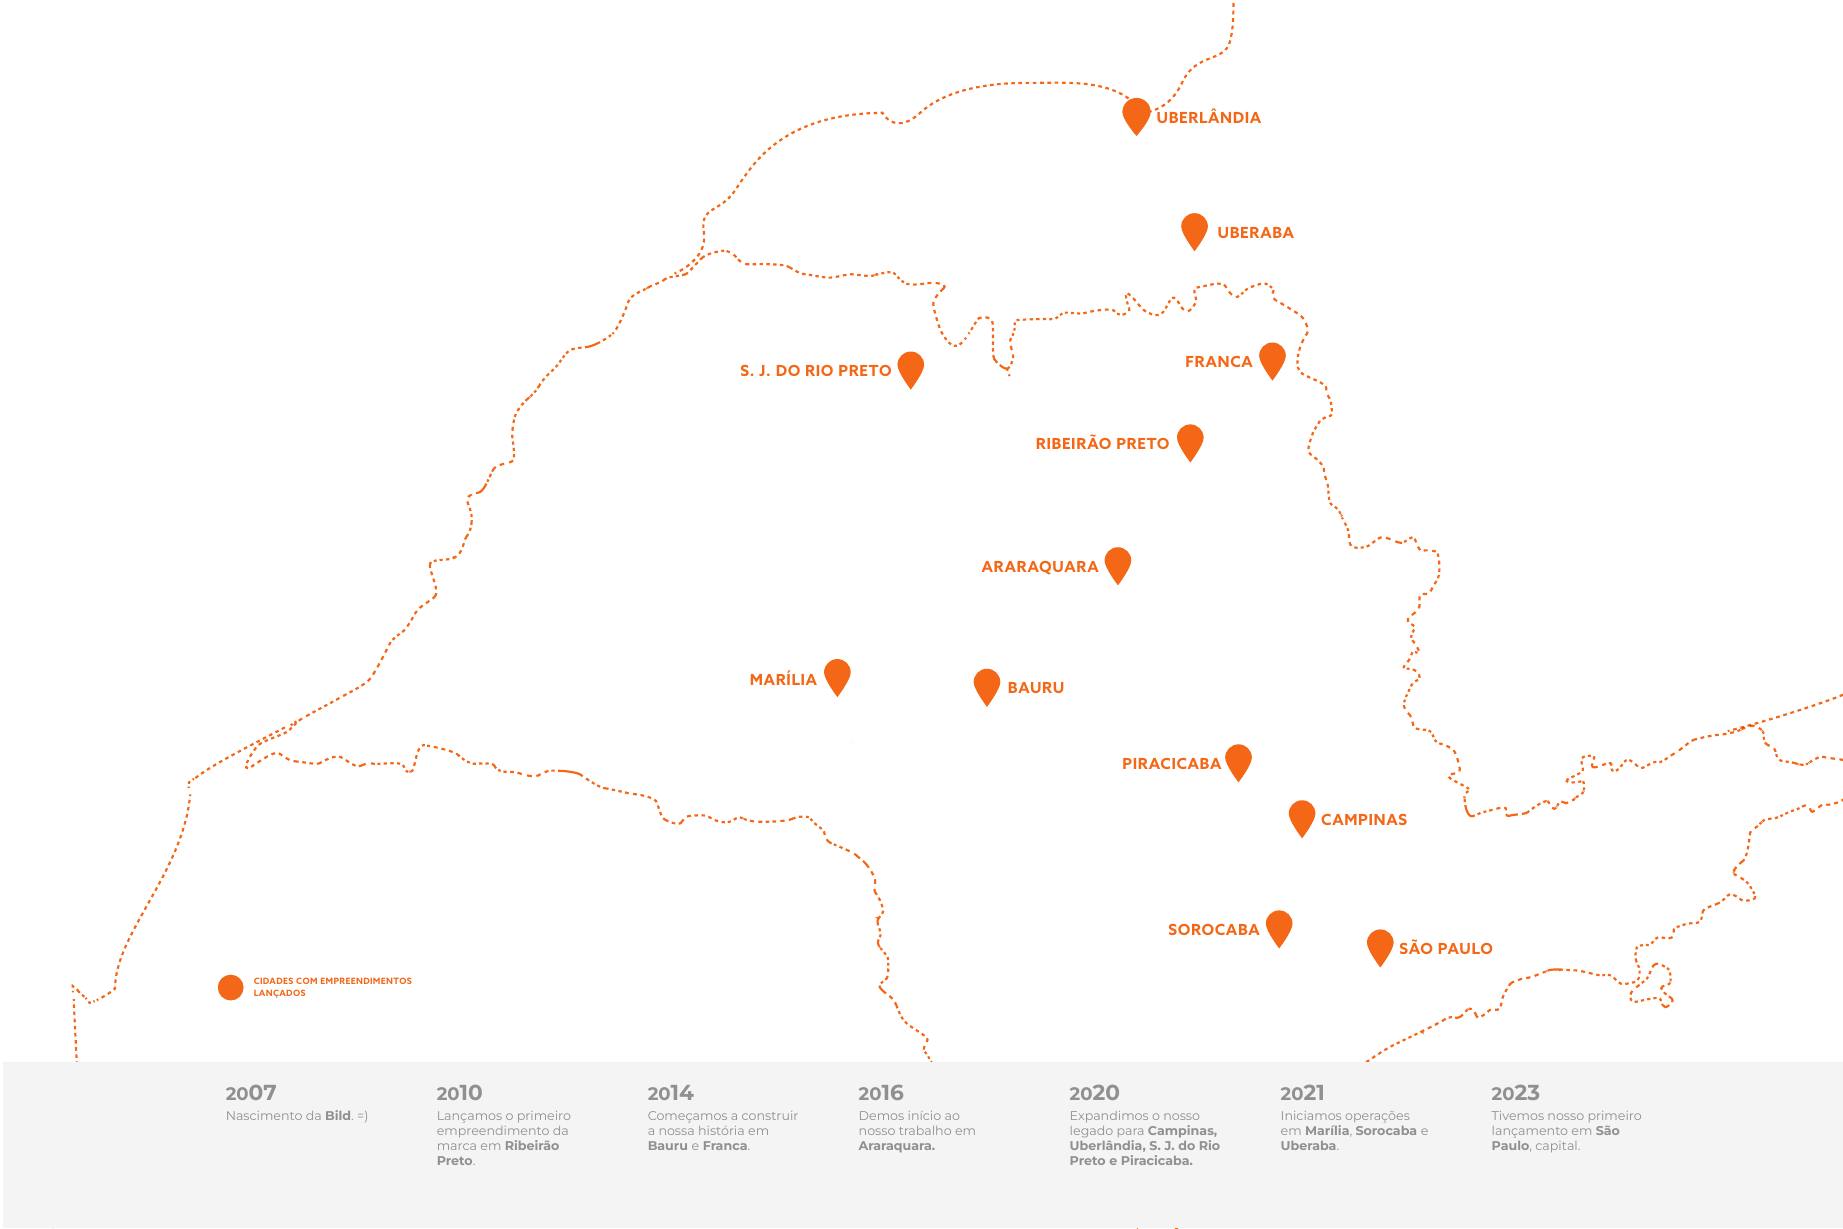 UBERLÂNDIA
UBERABA
FRANCA
S. J. DO RIO PRETO
RIBEIRÃO PRETO
ARARAQUARA
MARÍLIA
BAURU
PIRACICABA
CAMPINAS
SOROCABA
SÃO PAULO
CIDADES COM EMPREENDIMENTOS
LANÇADOS
2007
Nascimento da Bild. =)
2010
Lançamos o primeiro
empreendimento da
marca em Ribeirão
Preto.
2014
Começamos a construir
a nossa história em
Bauru e Franca.
2016
Demos início ao
nosso trabalho em
Araraquara.
2020
Expandimos o nosso
legado para Campinas,
Uberlândia, S. J. do Rio
Preto e Piracicaba.
2021
Iniciamos operações
em Marília, Sorocaba e
Uberaba.
2023
Tivemos nosso primeiro
lançamento em São
Paulo, capital.